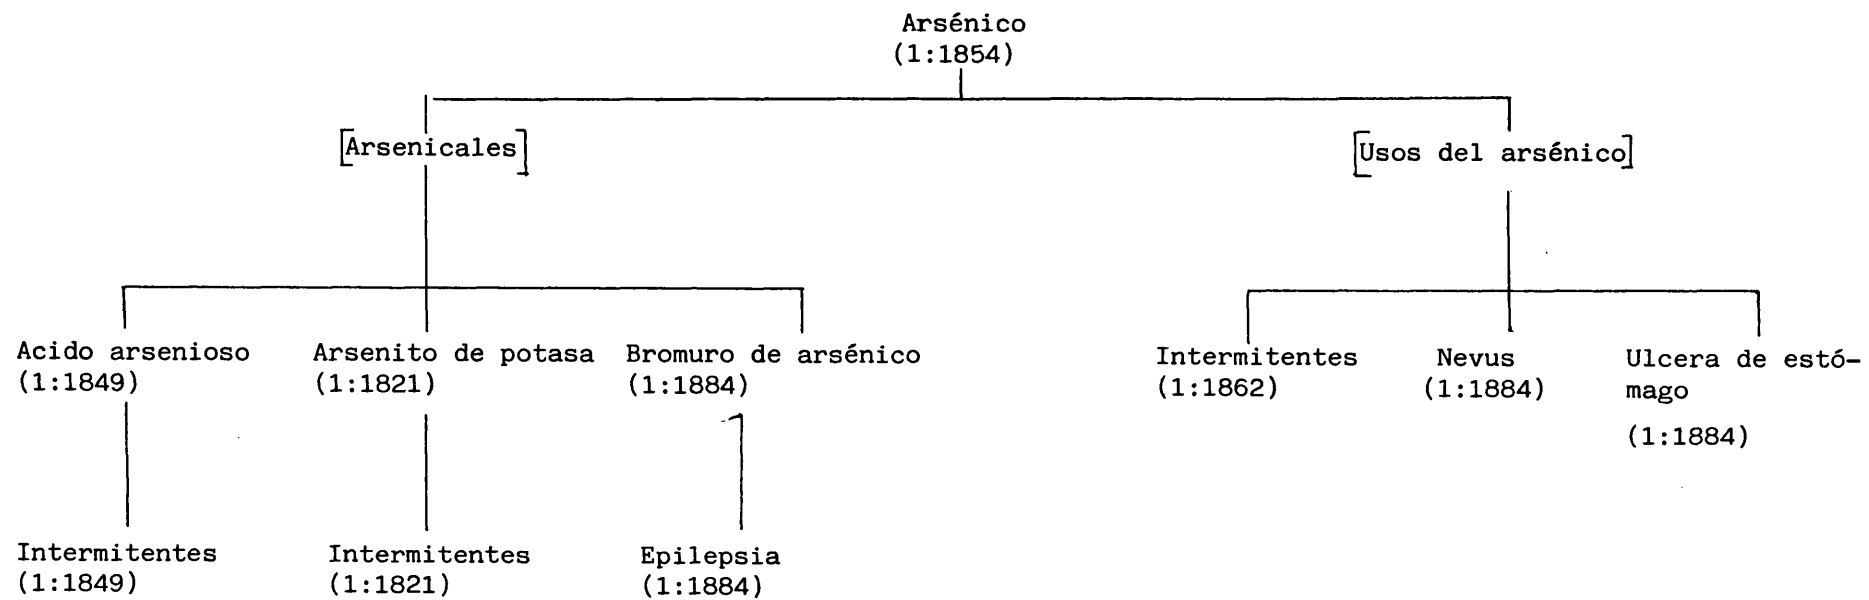 Arsénico
(1:1854)
[Arsenicales]
[Usos del arsénico]
Acido arsenioso
(1:1849)
Arsenito de potasa
(1:1821)
Bromuro de arsénico
(1:1884)
Intermitentes
(1:1862)
Nevus
(1:1884)
Ulcera de estó-
mago
(1:1884)
Intermitentes
(1:1849)
Intermitentes
(1:1821)
Epilepsia
(1:1884)